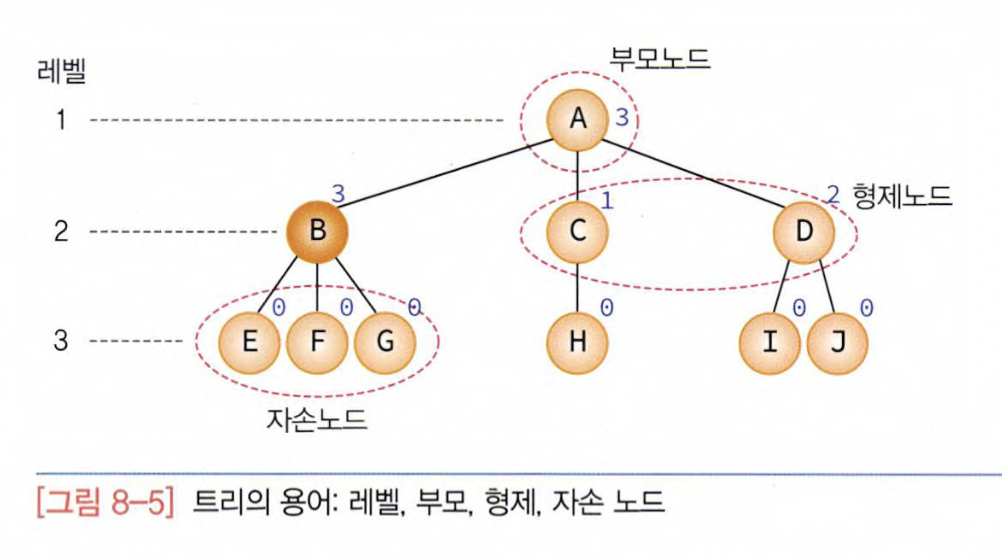 부모노드
레벨
1 A 3
3 1 2 형제노드
2 B C D
0 0 0 0 0 0
3 E F G H I J
자손노드
[그림 8-5] 트리의 용어: 레벨, 부모, 형제, 자손 노드